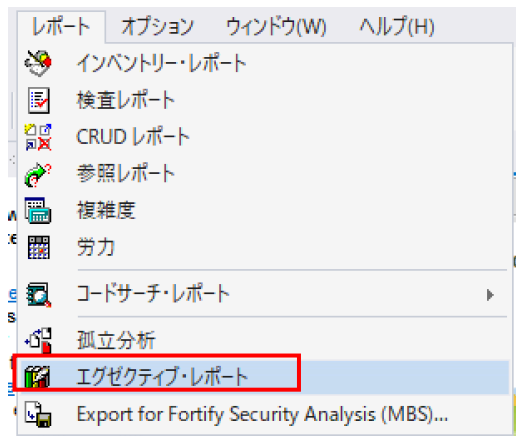 レポート オプション ウィンドウ(W) ヘルプ(H)
インベントリー・レポート
検査レポート
CRUD レポート
参照レポート
複雑度
労力
コードサーチ・レポート
孤立分析
エグゼクティブ・レポート
Export for Fortify Security Analysis (MBS)...